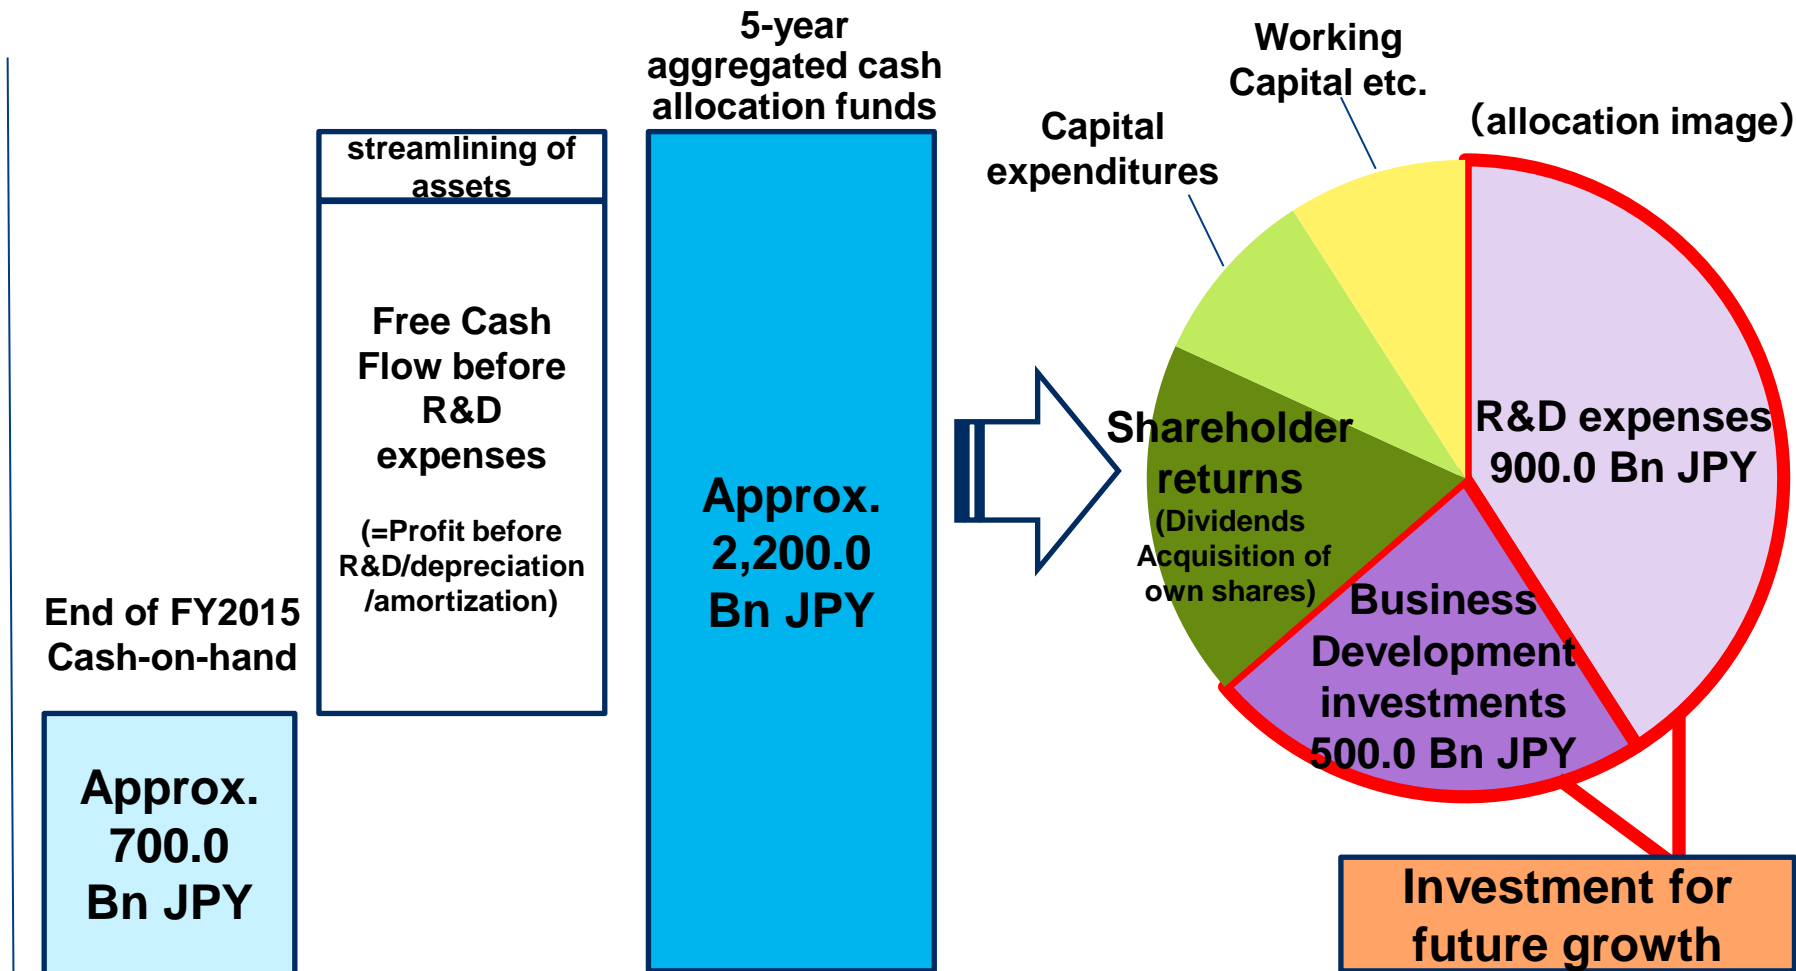 End of FY2015
Cash-on-hand
Approx.
700.0
Bn JPY
streamlining of
assets
Free Cash
Flow before
R&D
expenses
(=Profit before
R&D/depreciation
/amortization)
5-year
aggregated cash
allocation funds
Approx.
2,200.0
Bn JPY
(allocation image)
Working
Capital etc.
Capital
expenditures
Shareholder
returns
(Dividends
Acquisition of
own shares)
R&D expenses
900.0 Bn JPY
Business
Development
investments
500.0 Bn JPY
Investment for
future growth